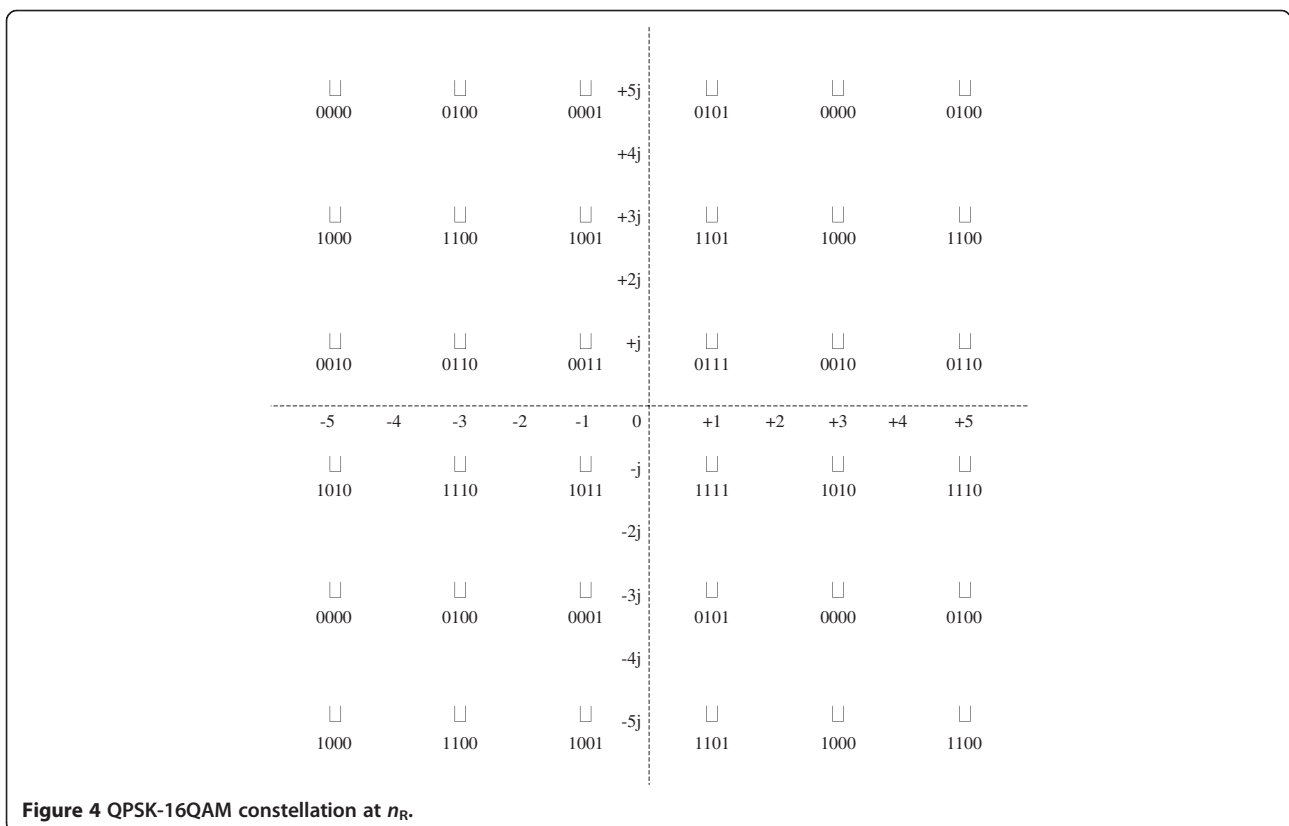 +5j
0000 0100 0001 0101 0000 0100
+4j
+3j
1000 1100 1001 1101 1000 1100
+2j
+j
0010 0110 0011 0111 0010 0110
-5 -4 -3 -2 -1 0 +1 +2 +3 +4 +5
-j
1010 1110 1011 1111 1010 1110
-2j
-3j
0000 0100 0001 0101 0000 0100
-4j
-5j
1000 1100 1001 1101 1000 1100
Figure 4 QPSK-16QAM constellation at nR.